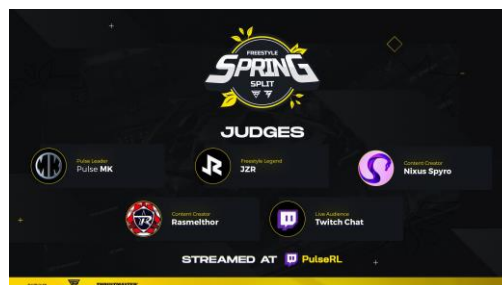 FREESTYLE
SPRING
SPLIT
JUDGES
Pulse Leader
Pulse MK
Freestyle Legend
JZR
Content Creator
Nixus Spyro
Content Creator
Rasmelthor
Live Audience
Twitch Chat
STREAMED AT PulseRL